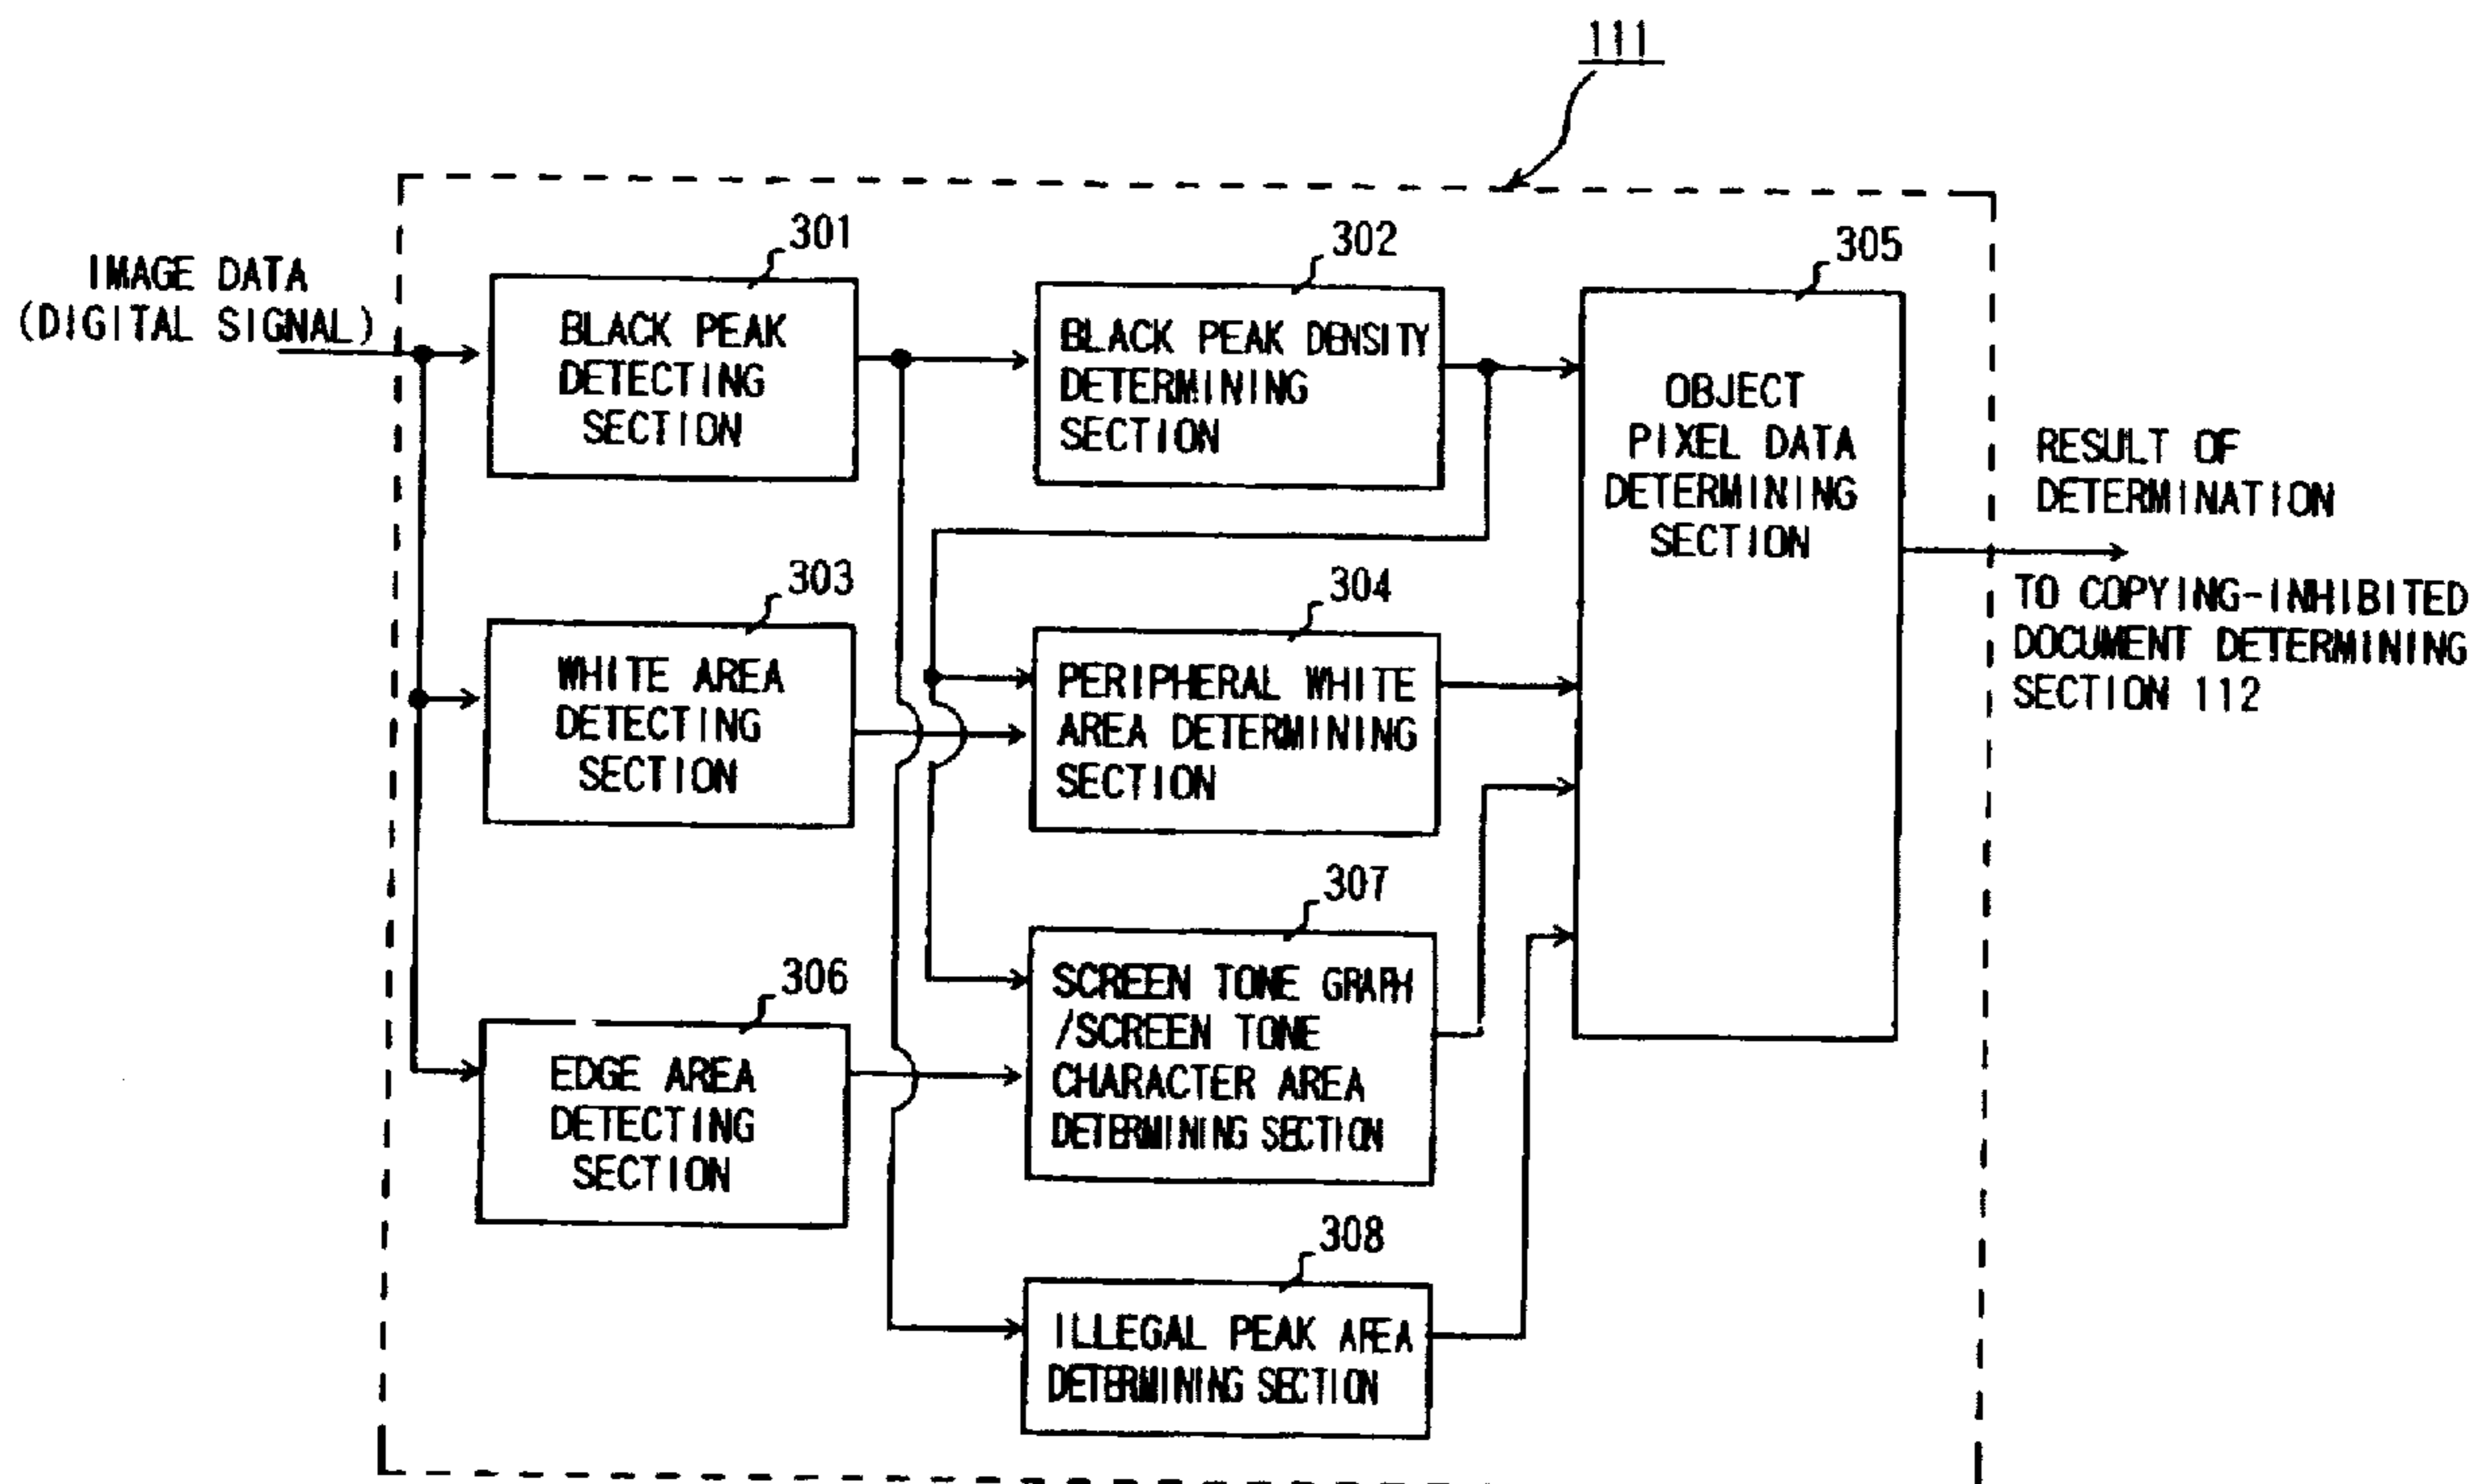 111
IMAGE DATA
(DIGITAL SIGNAL)
301
BLACK PEAK
DETECTING
SECTION
302
BLACK PEAK DENSITY
DETERMINING
SECTION
305
OBJECT
PIXEL DATA
DETERMINING
SECTION
RESULT OF
DETERMINATION
TO COPYING-INHIBITED
DOCUMENT DETERMINING
SECTION 112
303
WHITE AREA
DETECTING
SECTION
304
PERIPHERAL WHITE
AREA DETERMINING
SECTION
306
EDGE AREA
DETECTING
SECTION
307
SCREEN TONE GRAPH
/SCREEN TONE
CHARACTER AREA
DETERMINING SECTION
308
ILLEGAL PEAK AREA
DETERMINING SECTION